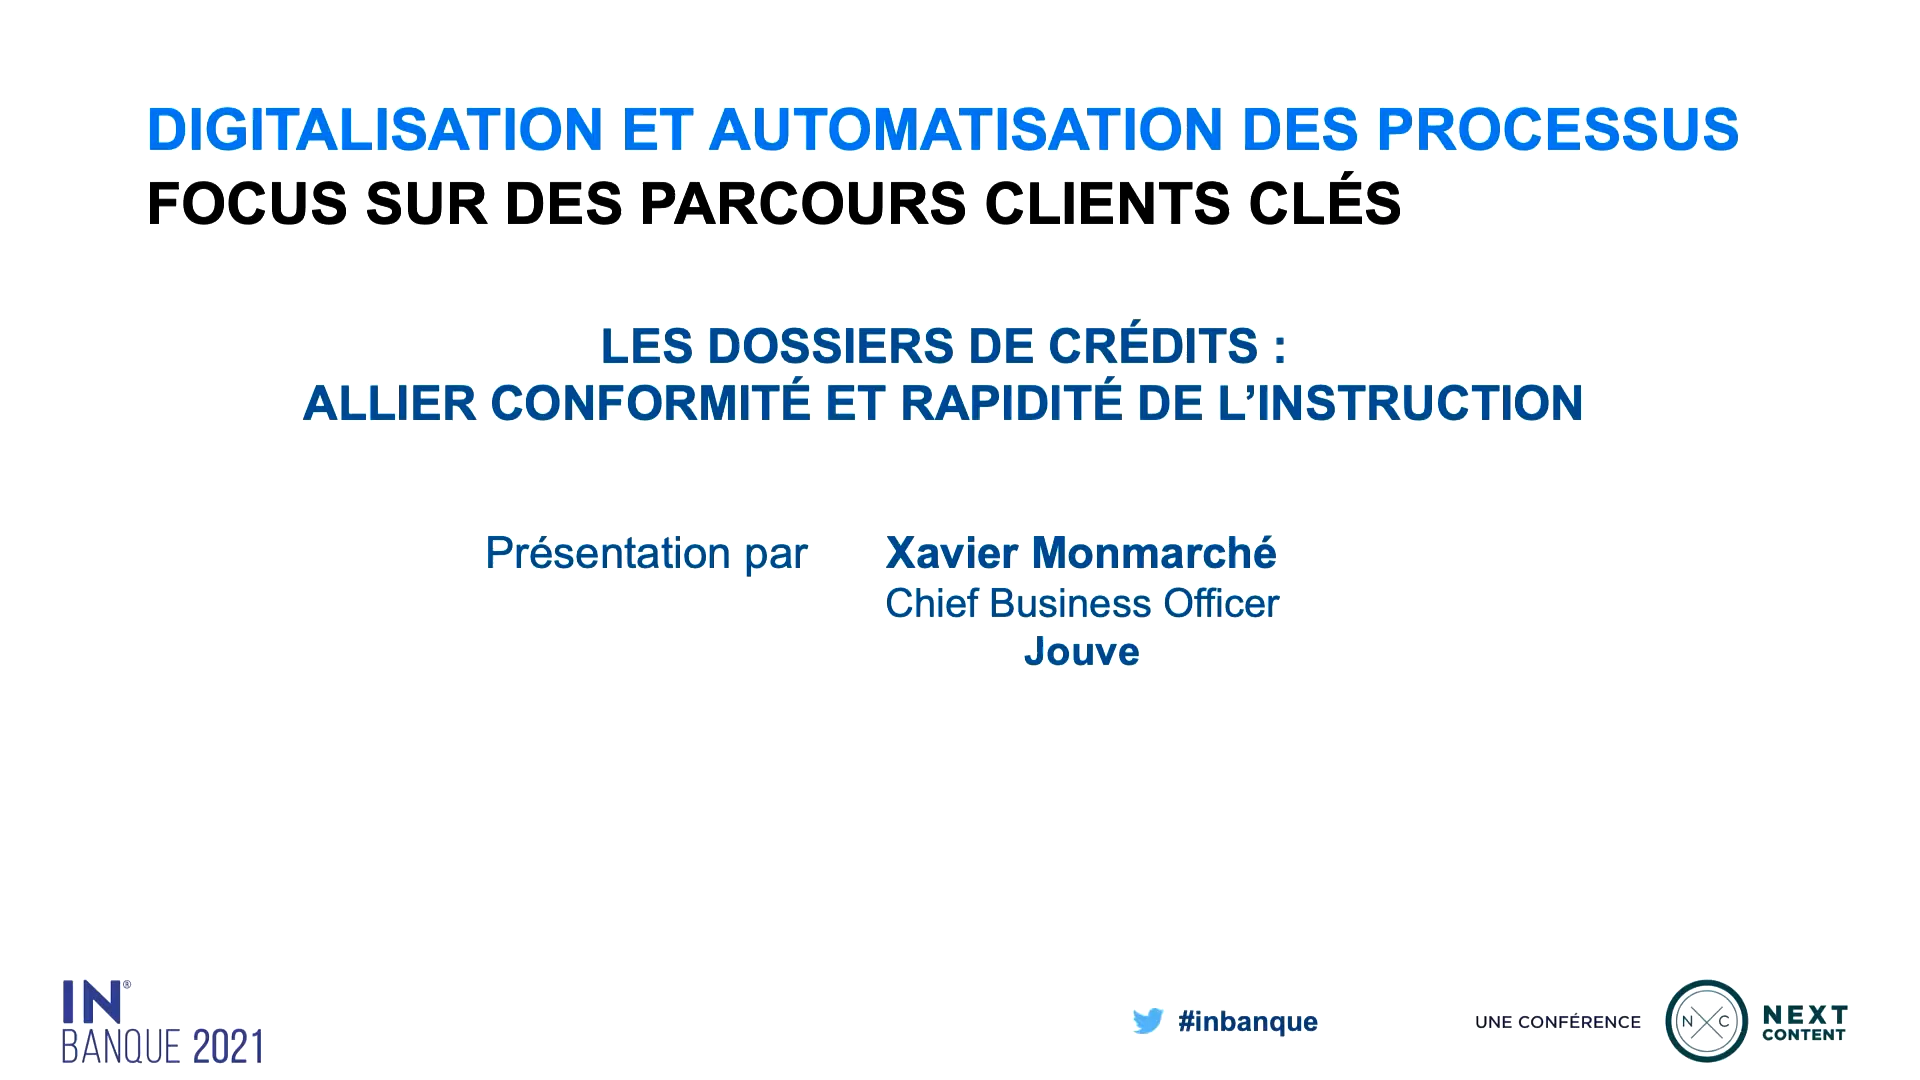 DIGITALISATION ET AUTOMATISATION DES PROCESSUS
FOCUS SUR DES PARCOURS CLIENTS CLÉS
LES DOSSIERS DE CRÉDITS :
ALLIER CONFORMITÉ ET RAPIDITÉ DE L’INSTRUCTION
Présentation par Xavier Monmarché
Chief Business Officer
Jouve
IN®
BANQUE 2021
#inbanque
UNE CONFÉRENCE
N C
NEXT
CONTENT